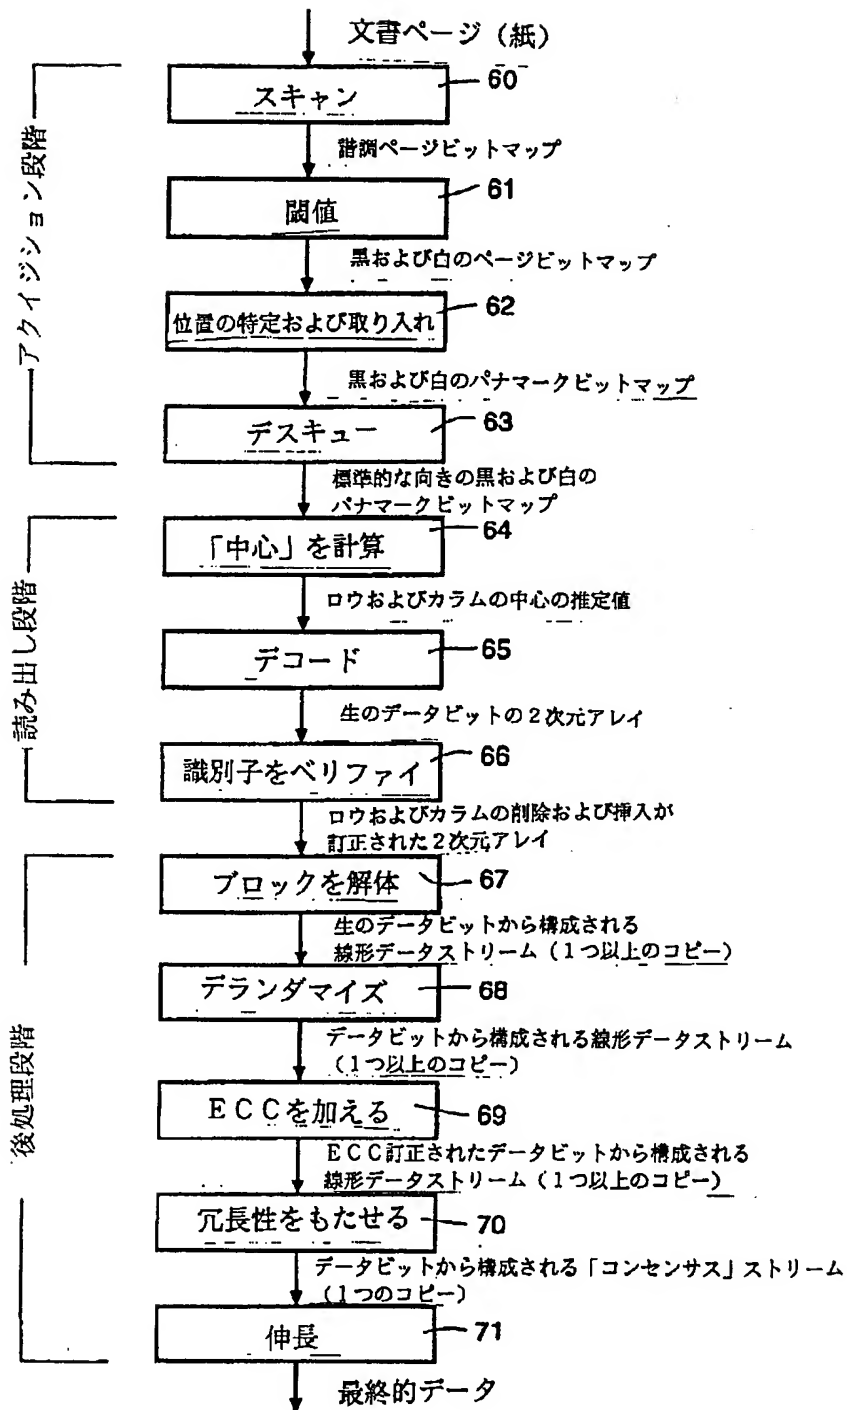 文書ページ（紙）
アクイジション段階
スキャン
60
諧調ページビットマップ
閾値
61
黒および白のページビットマップ
位置の特定および取り入れ
62
黒および白のパナマークビットマップ
デスキュー
63
標準的な向きの黒および白の
パナマークビットマップ
読み出し段階
「中心」を計算
64
ロウおよびカラムの中心の推定値
デコード
65
生のデータビットの２次元アレイ
識別子をベリファイ
66
ロウおよびカラムの削除および挿入が
訂正された２次元アレイ
後処理段階
ブロックを解体
67
生のデータビットから構成される
線形データストリーム（１つ以上のコピー）
デランダマイズ
68
データビットから構成される線形データストリーム
（１つ以上のコピー）
ＥＣＣを加える
69
ＥＣＣ訂正されたデータビットから構成される
線形データストリーム（１つ以上のコピー）
冗長性をもたせる
70
データビットから構成される「コンセンサス」ストリーム
（１つのコピー）
伸長
71
最終的データ